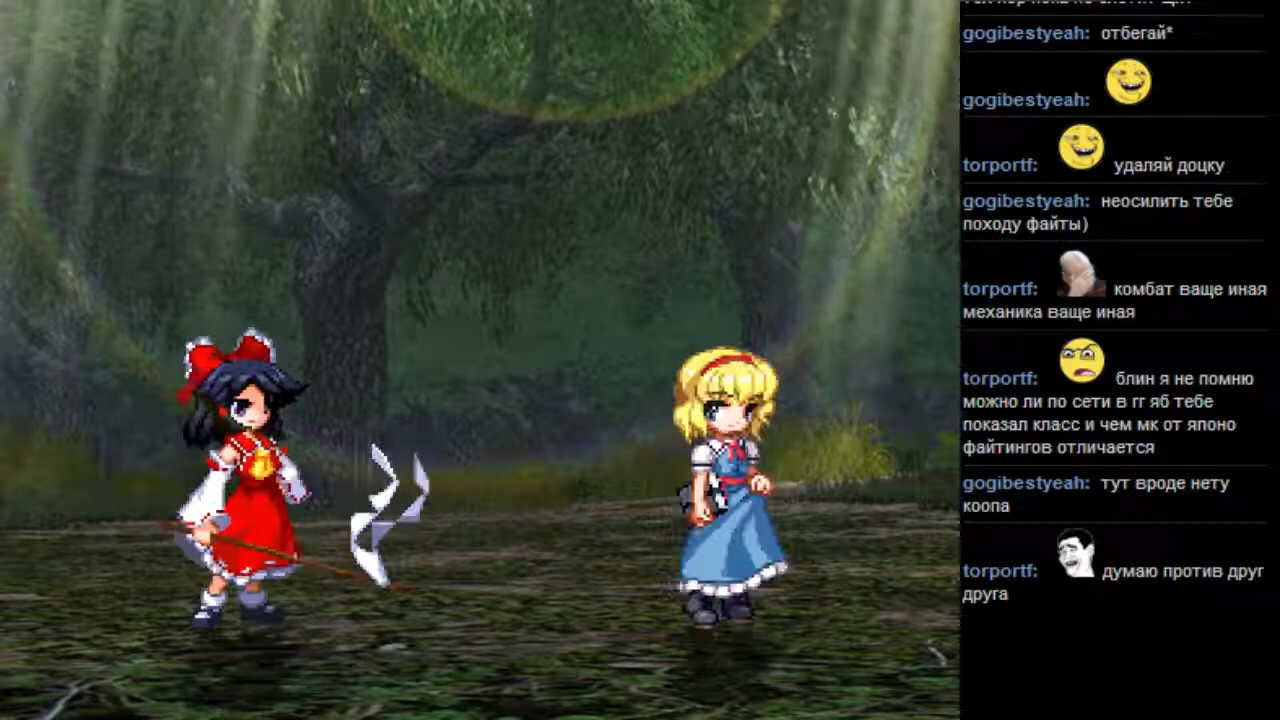 gogibestyeah: отбегай*
gogibestyeah:
torportf: удаляй доцку
gogibestyeah: неосилить тебе
походу файты)
torportf: комбат ваще иная
механика ваще иная
torportf: блин я не помню
можно ли по сети в гг яб тебе
показал класс и чем мк от японо
файтингов отличается
gogibestyeah: тут вроде нету
коопа
torportf: думаю против друг
друга